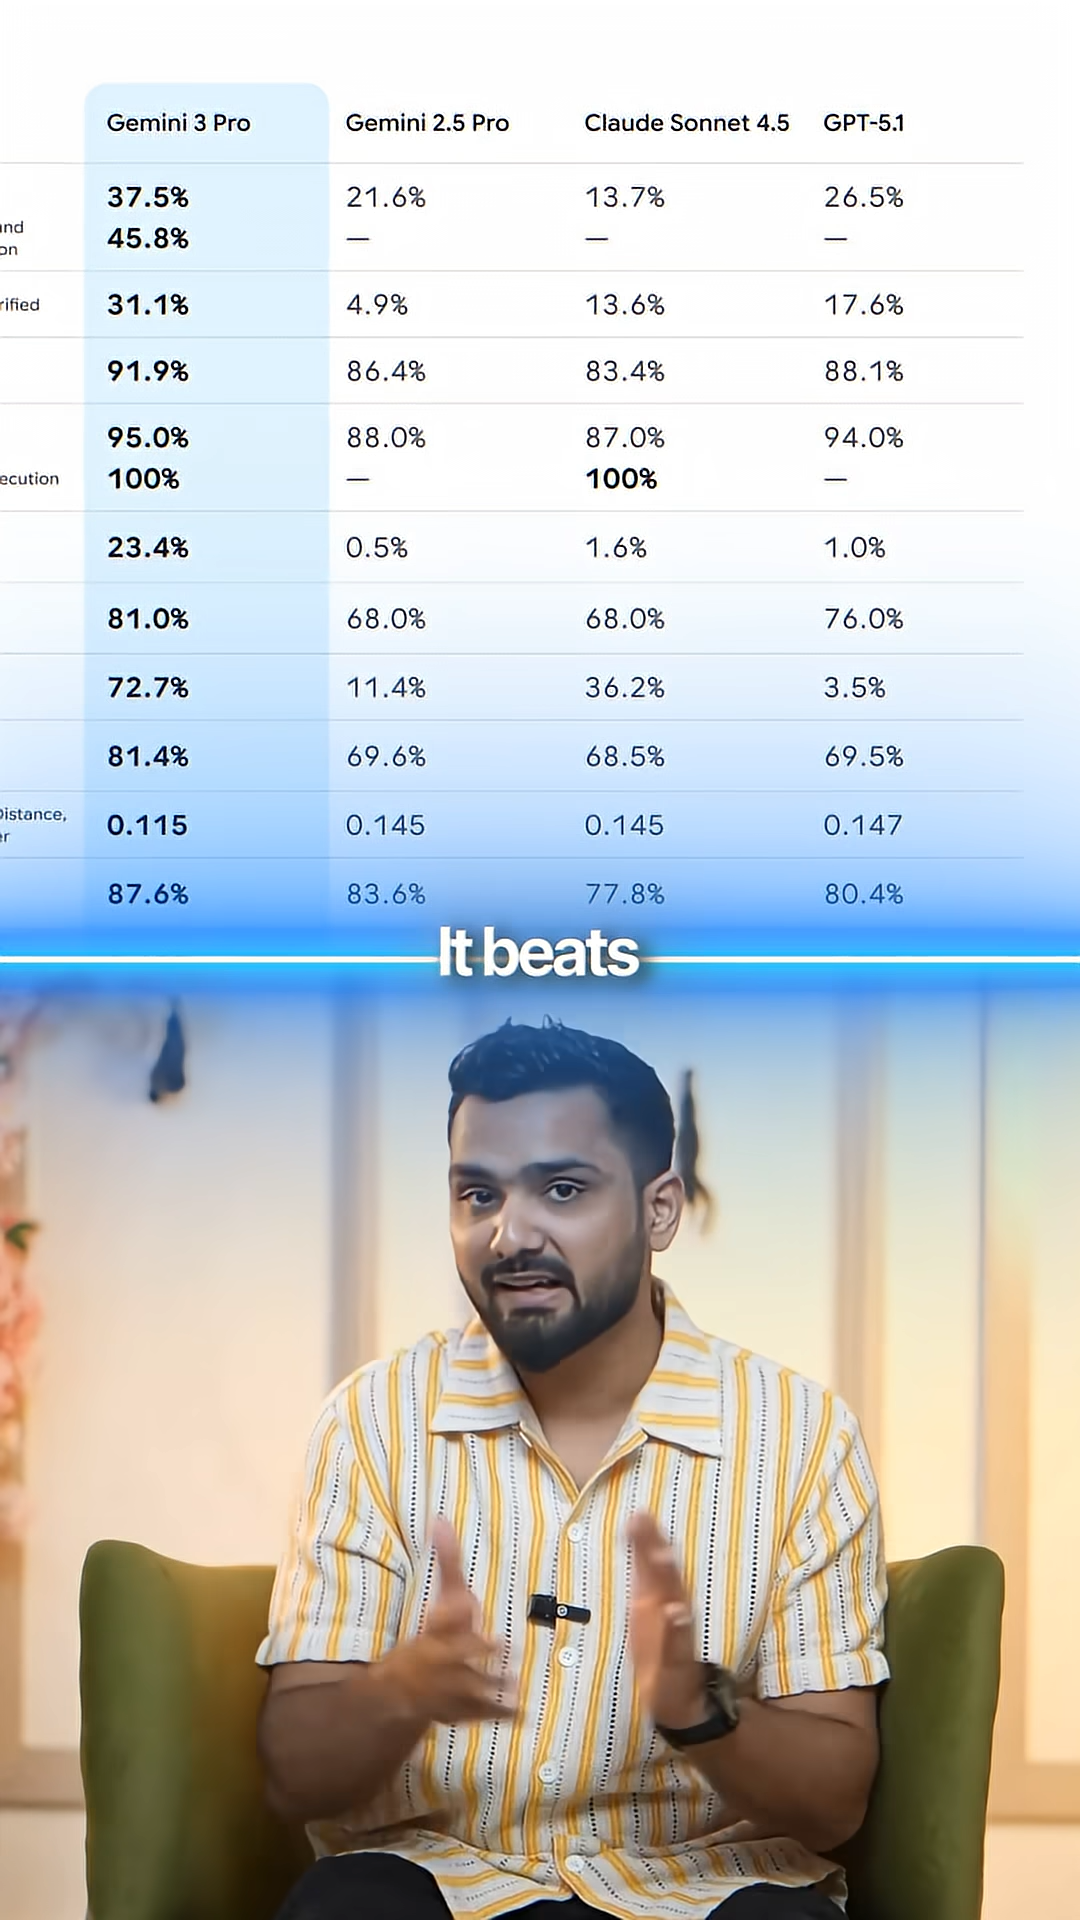 Gemini 3 Pro Gemini 2.5 Pro Claude Sonnet 4.5 GPT-5.1
37.5% 21.6% 13.7% 26.5%
45.8% — — —
31.1% 4.9% 13.6% 17.6%
91.9% 86.4% 83.4% 88.1%
95.0% 88.0% 87.0% 94.0%
ecution 100% — 100% —
23.4% 0.5% 1.6% 1.0%
81.0% 68.0% 68.0% 76.0%
72.7% 11.4% 36.2% 3.5%
81.4% 69.6% 68.5% 69.5%
Distance,
er
0.115 0.145 0.145 0.147
87.6% 83.6% 77.8% 80.4%
It beats